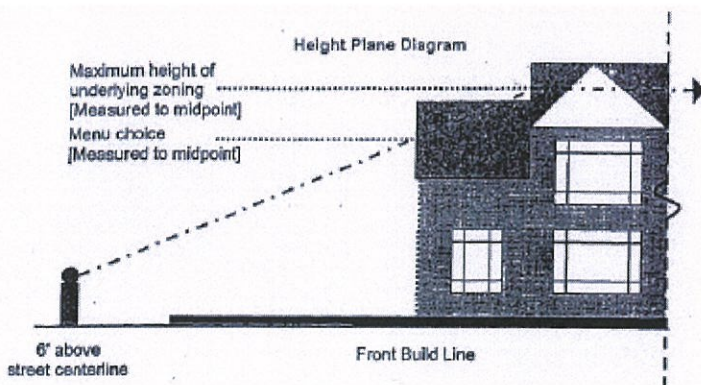 Height Plane Diagram
Maximum height of
underlying zoning
[Measured to midpoint]
Menu choice
[Measured to midpoint]
6' above
street centerline
Front Build Line